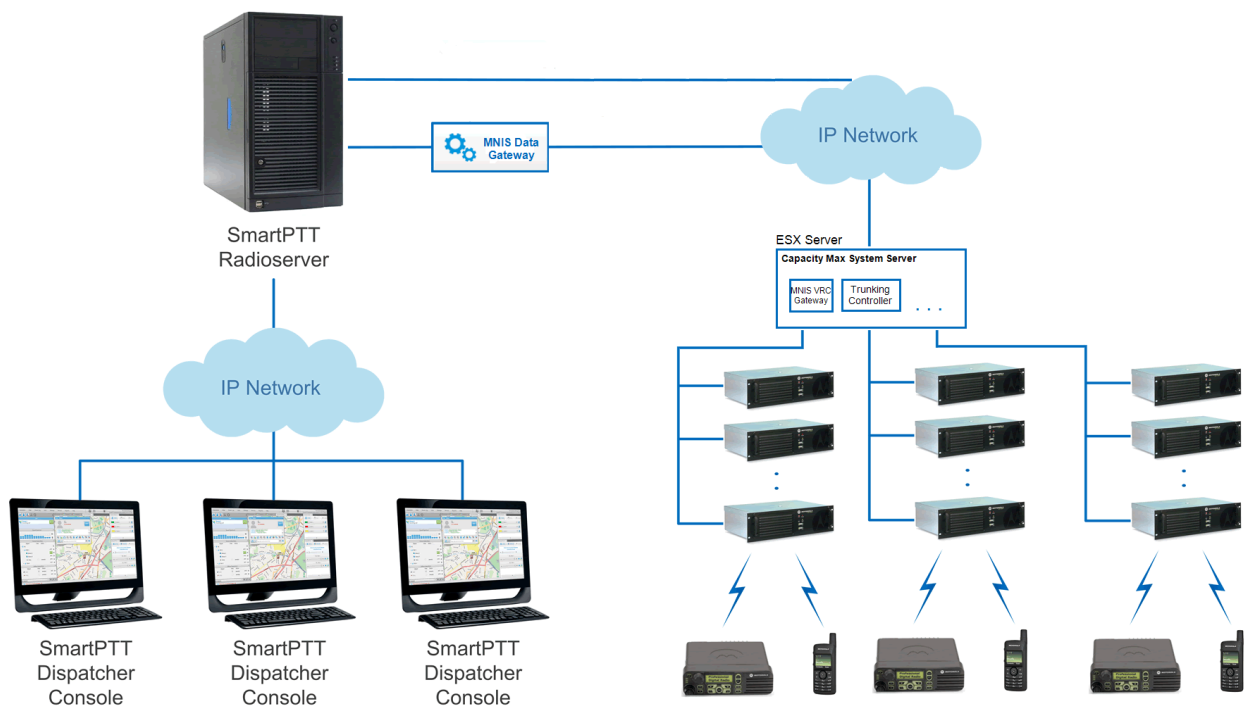 IP Network
MNIS Data
Gateway
SmartPTT
Radioserver
ESX Server
Capacity Max System Server
MNIS VRC
Gateway
Trunking
Controller
. . .
IP Network
SmartPTT
Dispatcher
Console
SmartPTT
Dispatcher
Console
SmartPTT
Dispatcher
Console